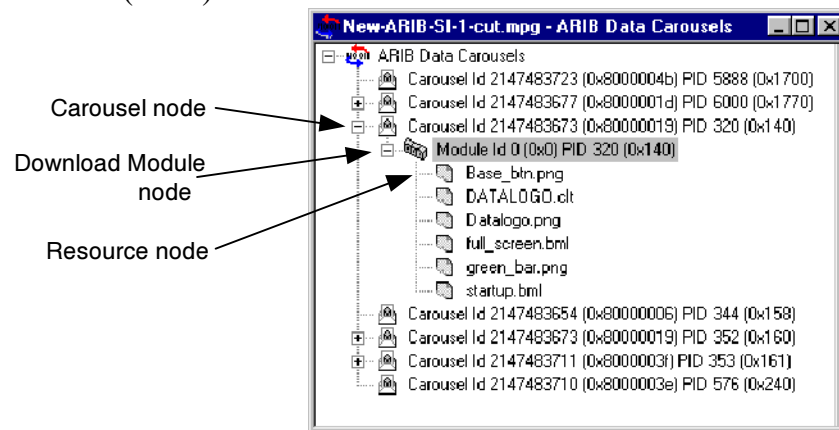 New-ARIB-SI-1-cut.mpg - ARIB Data Carousels
ARIB Data Carousels
Carousel Id 2147483723 (0x8000004b) PID 5888 (0x1700)
Carousel Id 2147483677 (0x8000001d) PID 6000 (0x1770)
Carousel node
Carousel Id 2147483673 (0x80000019) PID 320 (0x140)
Module Id 0 (0x0) PID 320 (0x140)
Download Module
node
Base_btn.png
DATALOGO.clt
Datalogo.png
Resource node
full_screen.bml
green_bar.png
startup.bml
Carousel Id 2147483654 (0x80000006) PID 344 (0x158)
Carousel Id 2147483673 (0x80000019) PID 352 (0x160)
Carousel Id 2147483711 (0x8000003f) PID 353 (0x161)
Carousel Id 2147483710 (0x8000003e) PID 576 (0x240)